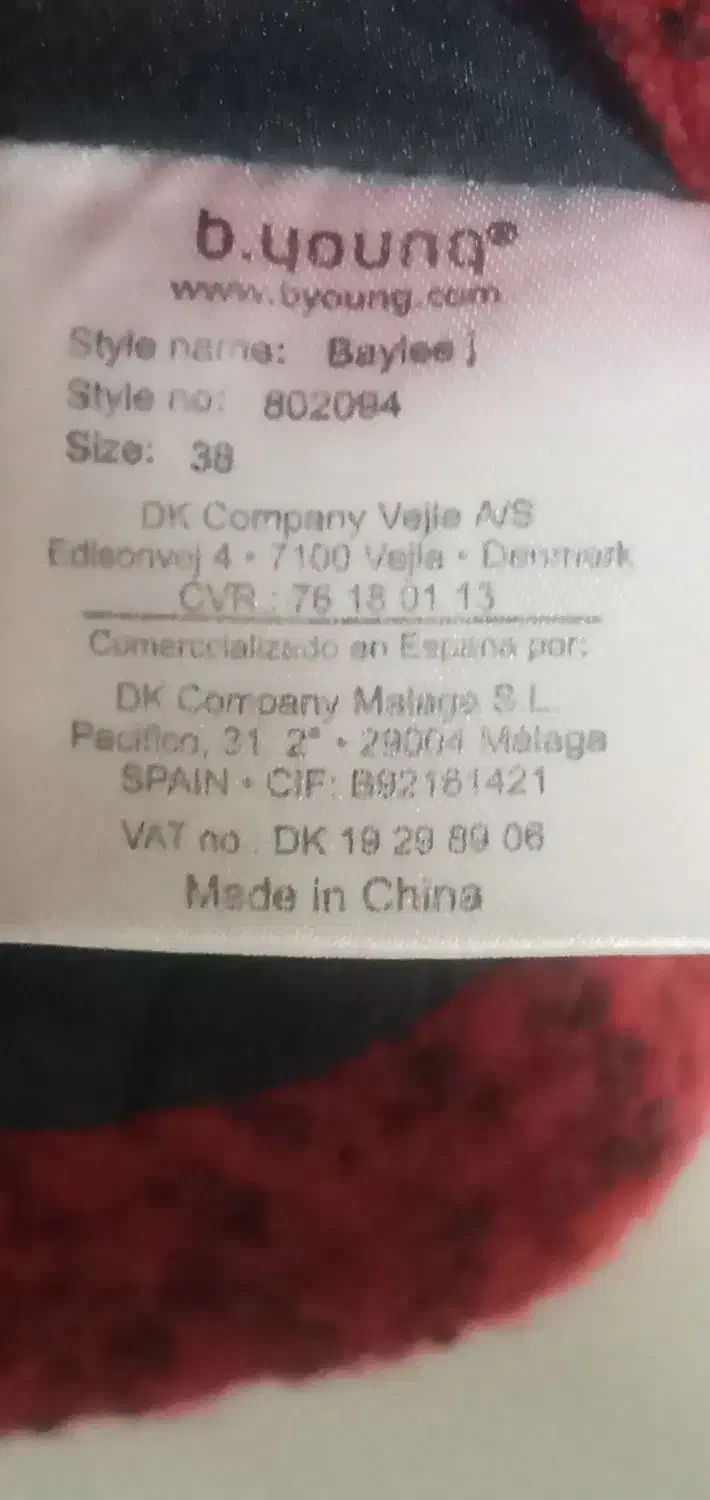 b.young®
www.byoung.com
Style name: Baylee j
Style no: 802094
Size: 38
DK Company Vejle A/S
Edisonvej 4 • 7100 Vejle • Denmark
CVR.: 76 18 01 13
Comercializado en Espana por:
DK Company Malaga S.L.
Pacifico, 31 2° • 29004 Málaga
SPAIN • CIF: B92181421
VAT no.: DK 19 29 89 06
Made in China